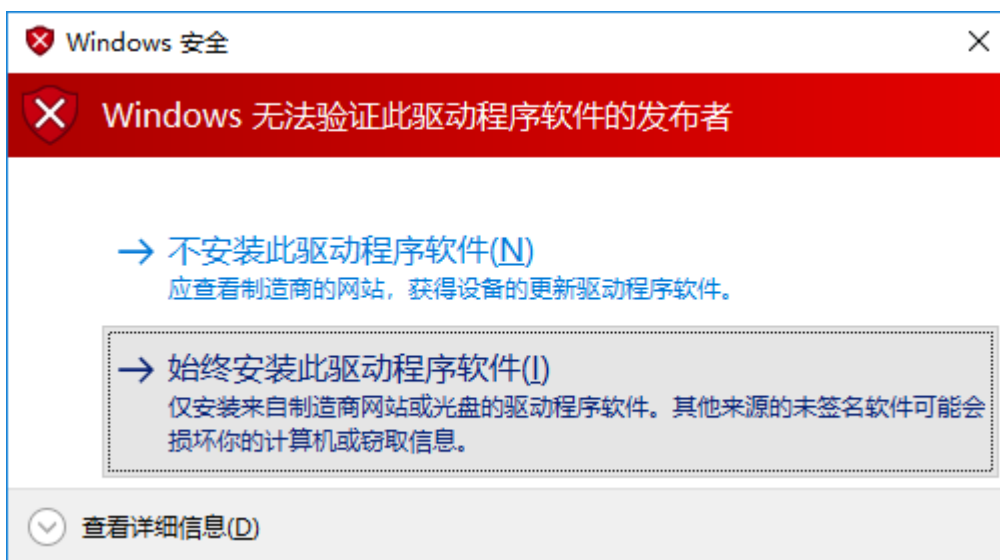 Windows 安全
Windows 无法验证此驱动程序软件的发布者
不安装此驱动程序软件(N)
应查看制造商的网站，获得设备的更新驱动程序软件。
始终安装此驱动程序软件(I)
仅安装来自制造商网站或光盘的驱动程序软件。其他来源的未签名软件可能会
损坏你的计算机或窃取信息。
查看详细信息(D)